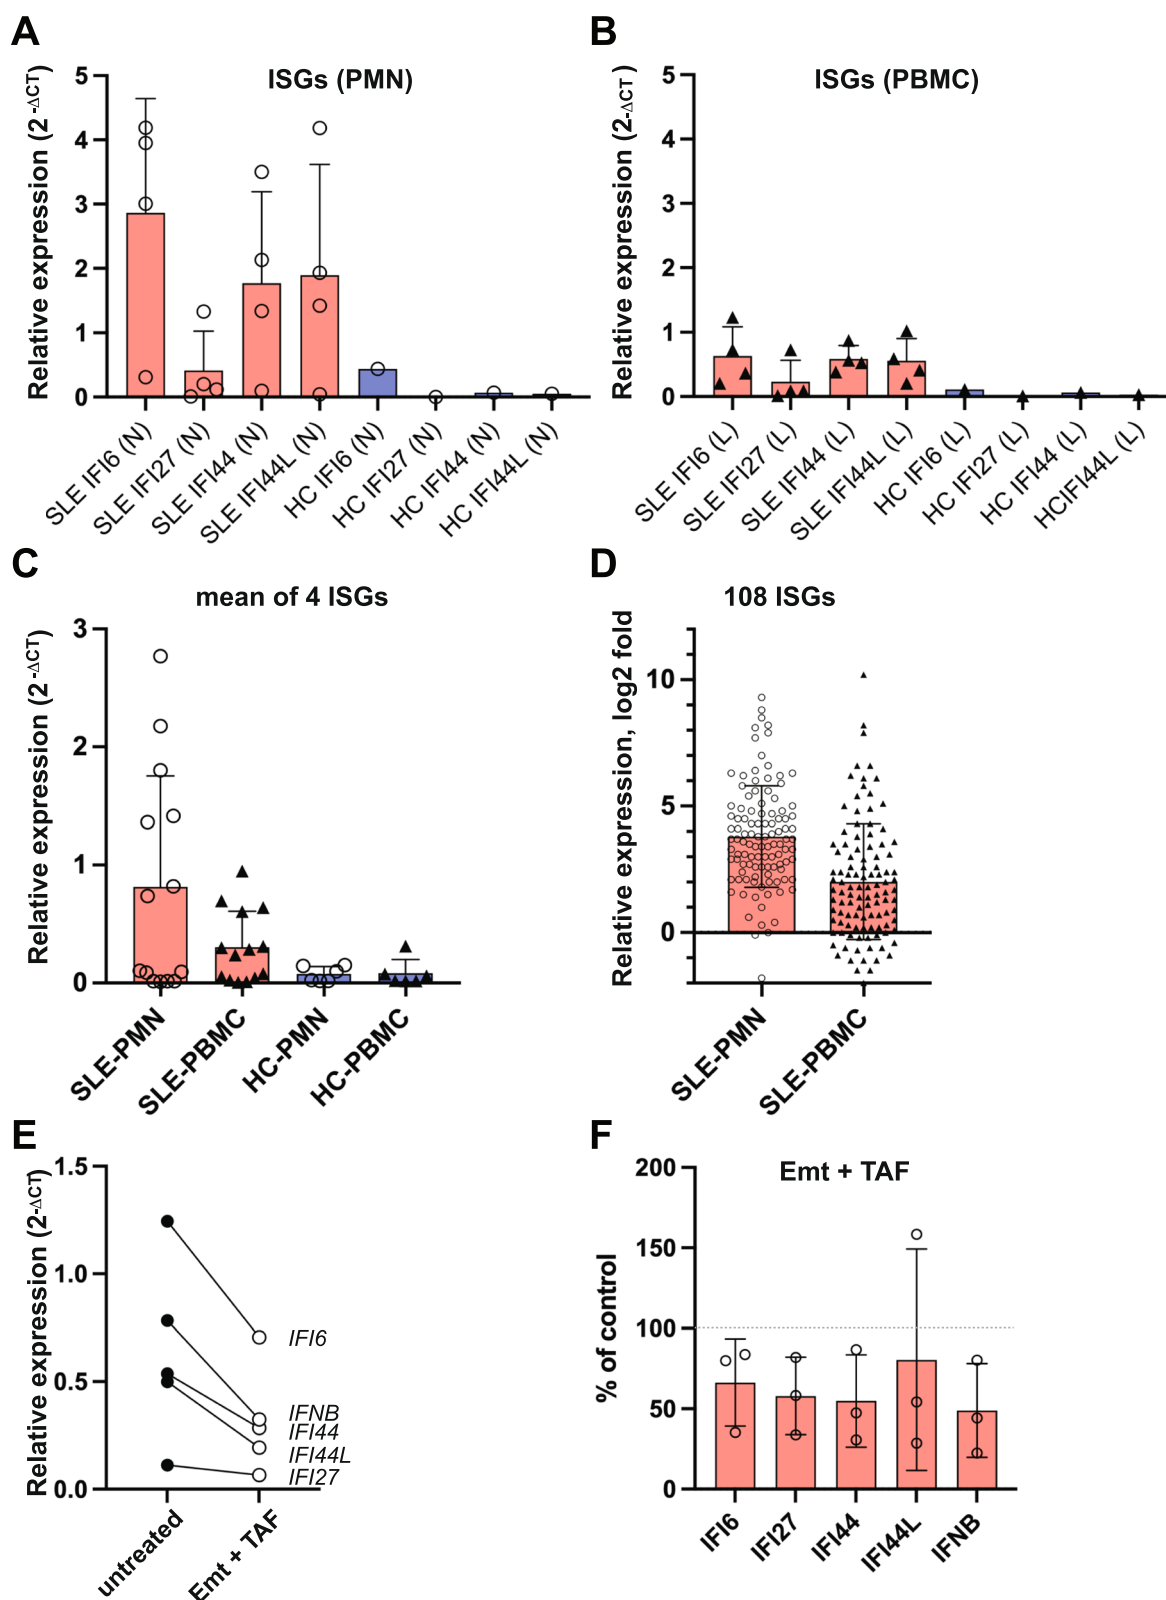 A
ISGs (PMN)
Relative expression (2-ΔCT)
5
4
3
2
1
0
SLE IFI6 (N)
SLE IFI27 (N)
SLE IFI44 (N)
SLE IFI44L (N)
HC IFI6 (N)
HC IFI27 (N)
HC IFI44 (N)
HC IFI44L (N)
B
ISGs (PBMC)
Relative expression (2-ΔCT)
5
4
3
2
1
0
SLE IFI6 (L)
SLE IFI27 (L)
SLE IFI44 (L)
SLE IFI44L (L)
HC IFI6 (L)
HC IFI27 (L)
HC IFI44 (L)
HCIFI44L (L)
C
mean of 4 ISGs
Relative expression (2-ΔCT)
3
2
1
0
SLE-PMN
SLE-PBMC
HC-PMN
HC-PBMC
D
108 ISGs
Relative expression, log2 fold
10
5
0
SLE-PMN
SLE-PBMC
E
Relative expression (2-ΔCT)
1.5
1.0
0.5
0.0
IFI6
IFNB
IFI44
IFI44L
IFI27
untreated
Emt + TAF
F
Emt + TAF
% of control
200
150
100
50
0
IFI6
IFI27
IFI44
IFI44L
IFNB